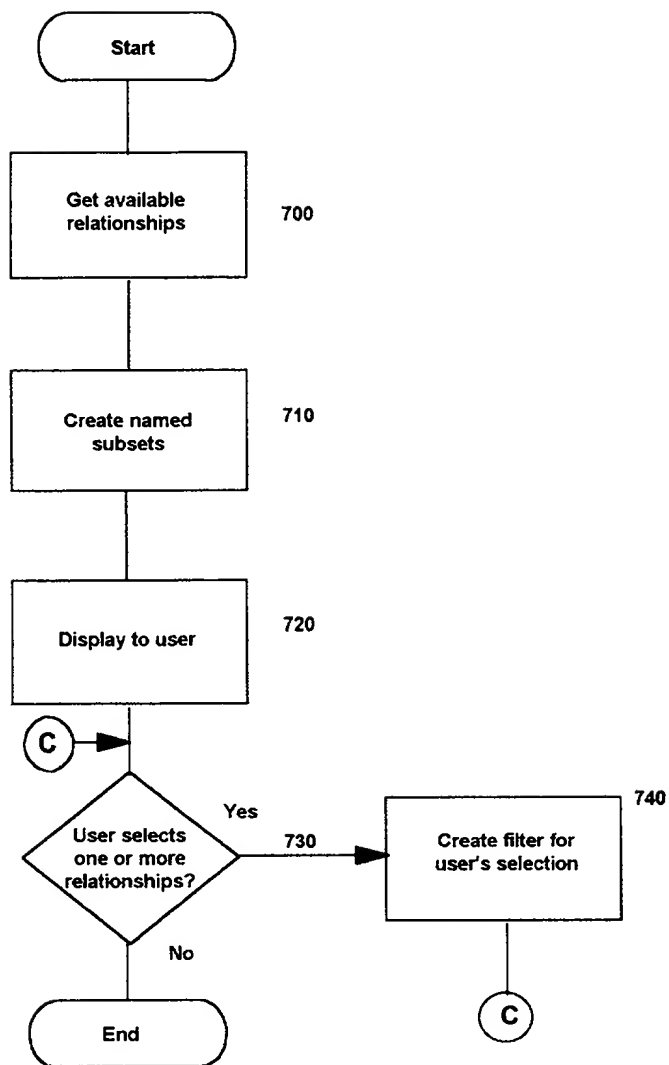 Start
Get available
relationships
700
Create named
subsets
710
Display to user
720
C
User selects
one or more
relationships?
Yes
730
740
Create filter for
user's selection
No
C
End